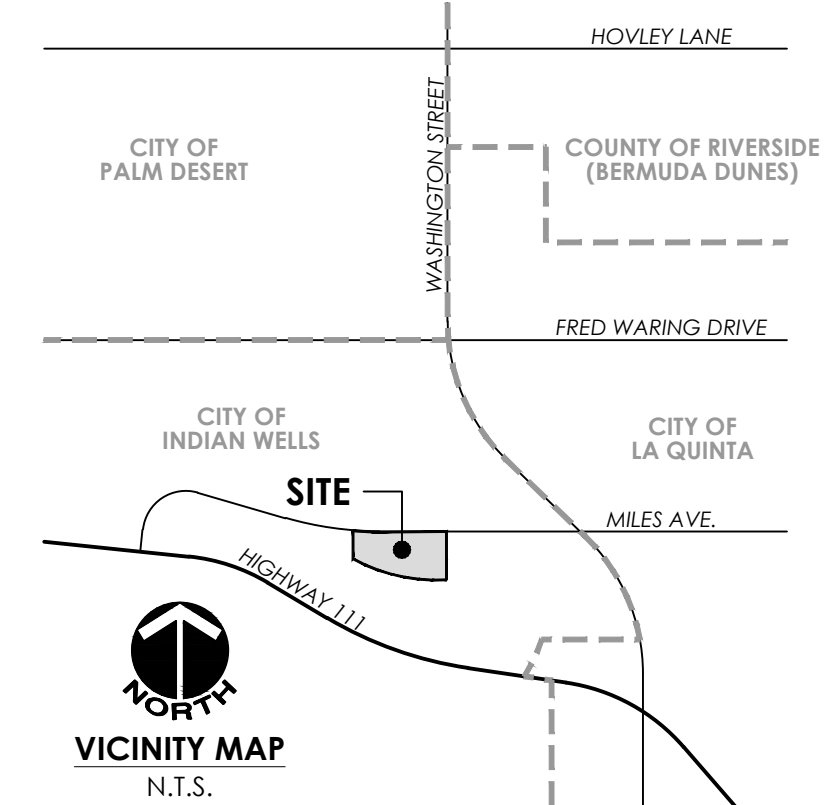 HOVLEY LANE
WASHINGTON STREET
CITY OF
PALM DESERT
COUNTY OF RIVERSIDE
(BERMUDA DUNES)
FRED WARING DRIVE
CITY OF
INDIAN WELLS
CITY OF
LA QUINTA
SITE
MILES AVE.
HIGHWAY 111
NORTH
VICINITY MAP
N.T.S.